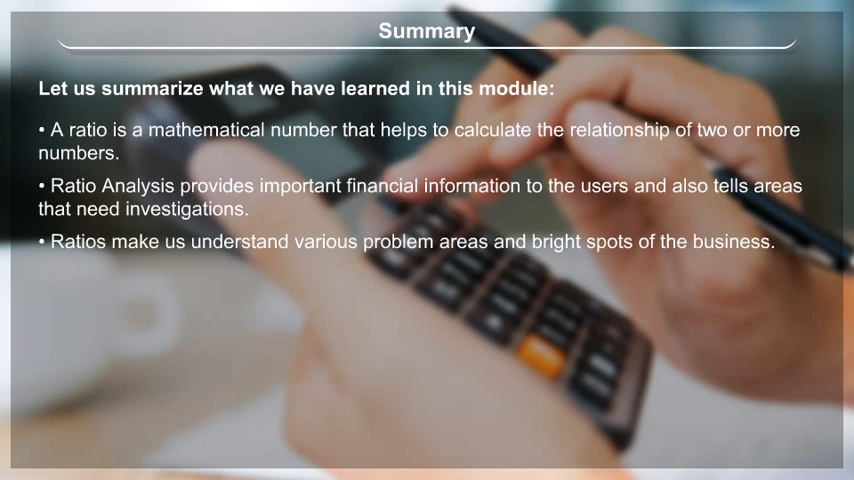 Summary
Let us summarize what we have learned in this module:
• A ratio is a mathematical number that helps to calculate the relationship of two or more
numbers.
• Ratio Analysis provides important financial information to the users and also tells areas
that need investigations.
• Ratios make us understand various problem areas and bright spots of the business.